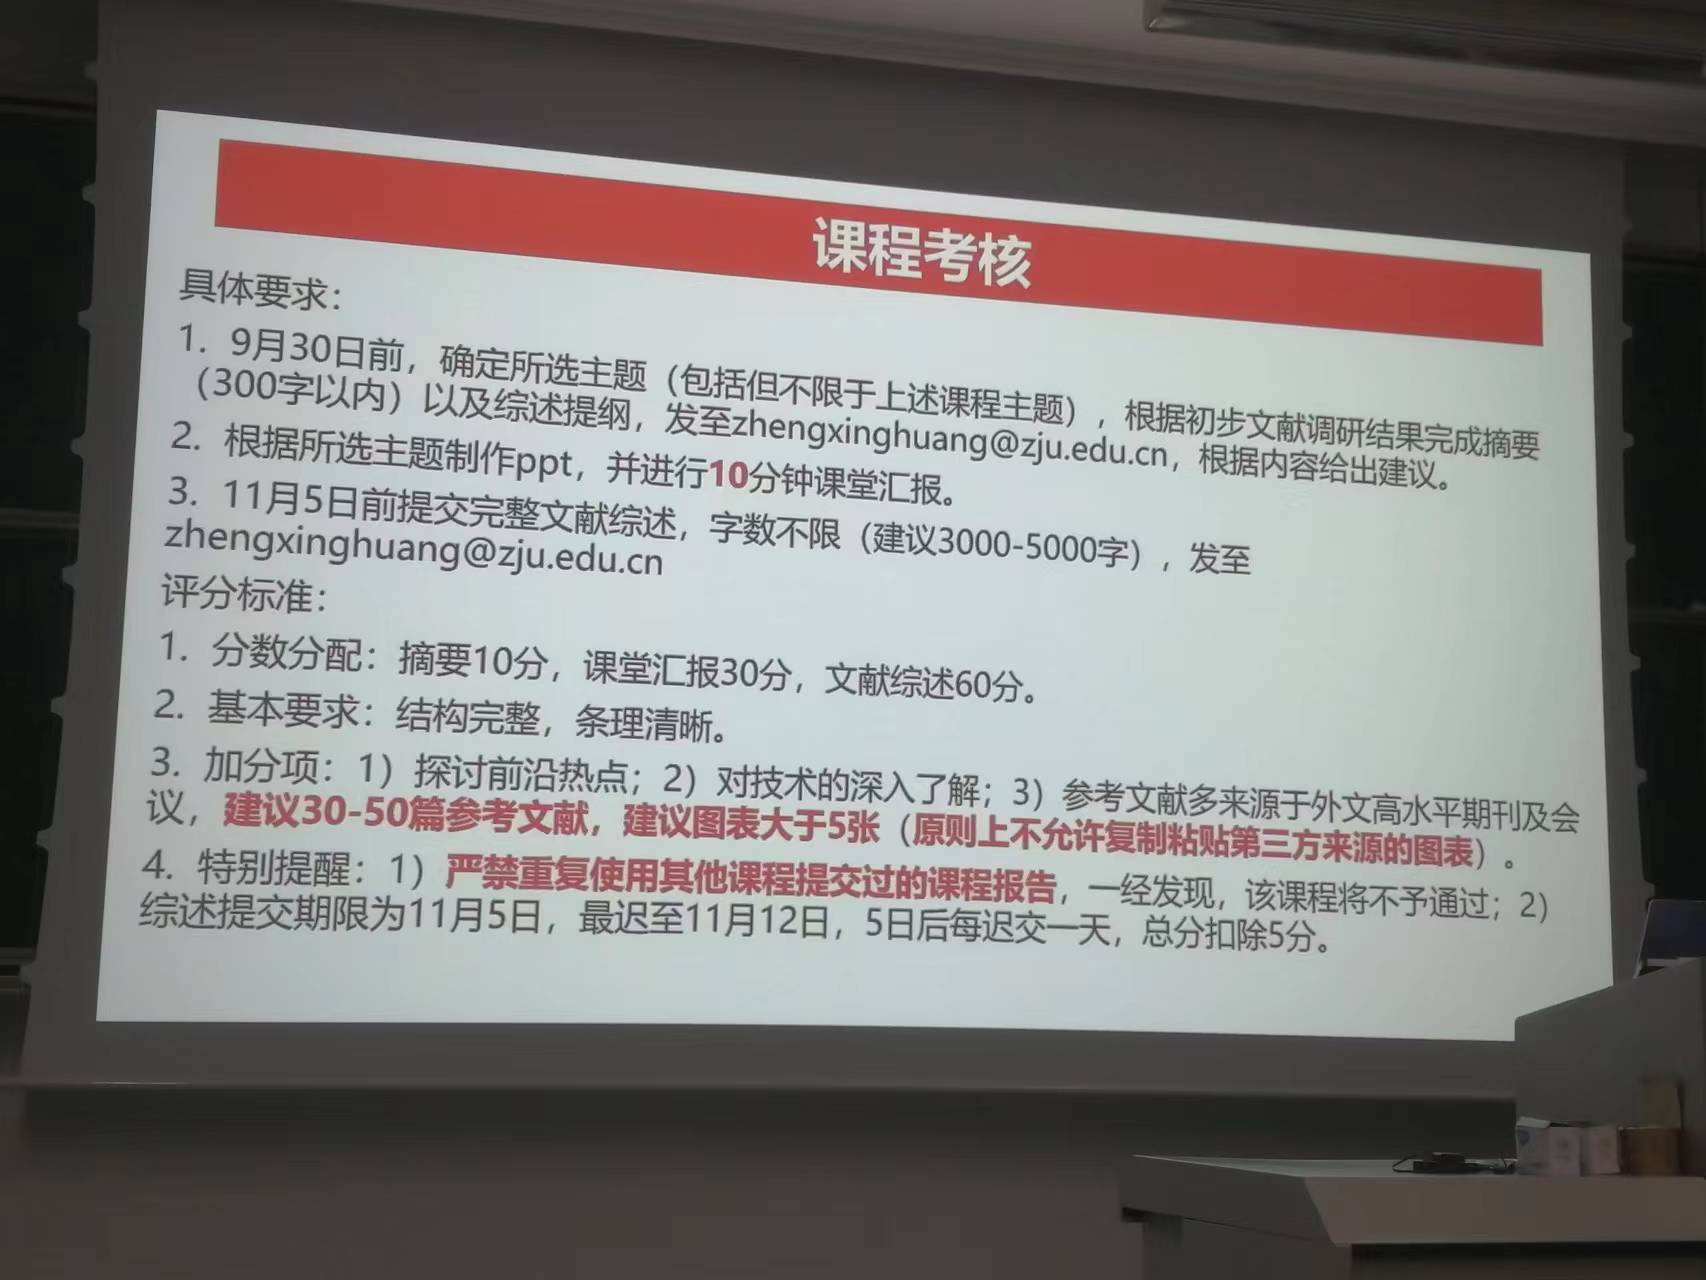 课程考核
具体要求：
1. 9月30日前，确定所选主题（包括但不限于上述课程主题），根据初步文献调研结果完成摘要
（300字以内）以及综述提纲，发至zhengxinghuang@zju.edu.cn，根据内容给出建议。
2. 根据所选主题制作ppt，并进行10分钟课堂汇报。
3. 11月5日前提交完整文献综述，字数不限（建议3000-5000字），发至
zhengxinghuang@zju.edu.cn
评分标准：
1. 分数分配：摘要10分，课堂汇报30分，文献综述60分。
2. 基本要求：结构完整，条理清晰。
3. 加分项：1）探讨前沿热点；2）对技术的深入了解；3）参考文献多来源于外文高水平期刊及会
议，建议30-50篇参考文献，建议图表大于5张（原则上不允许复制粘贴第三方来源的图表）。
4. 特别提醒：1）严禁重复使用其他课程提交过的课程报告，一经发现，该课程将不予通过；2）
综述提交期限为11月5日，最迟至11月12日，5日后每迟交一天，总分扣除5分。